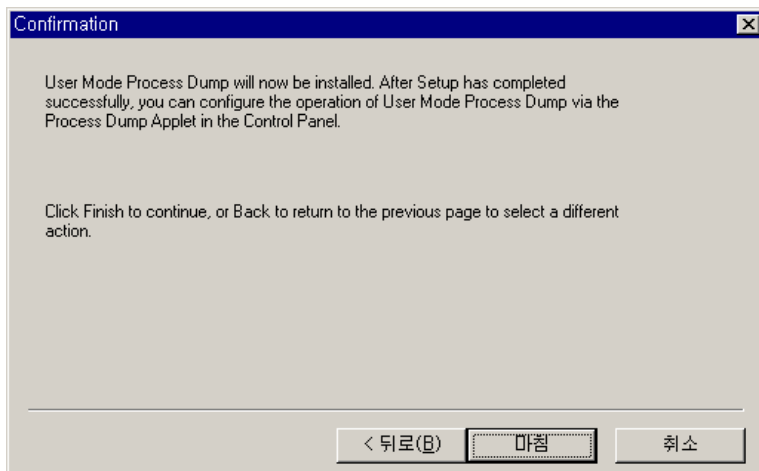 Confirmation
User Mode Process Dump will now be installed. After Setup has completed
successfully, you can configure the operation of User Mode Process Dump via the
Process Dump Applet in the Control Panel.
Click Finish to continue, or Back to return to the previous page to select a different
action.
< 뒤로(B)
마침
취소